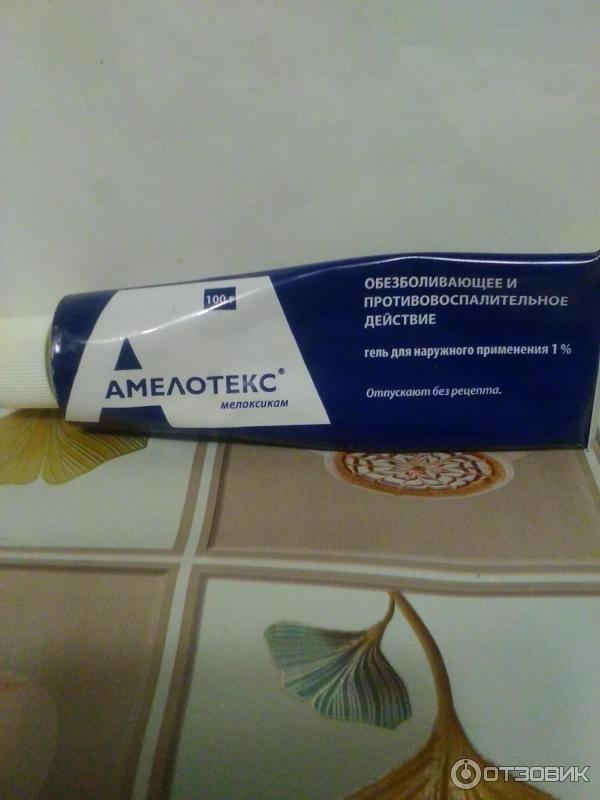 100 г
АМЕЛОТЕКС®
мелоксикам
ОБЕЗБОЛИВАЮЩЕЕ И
ПРОТИВОВОСПАЛИТЕЛЬНОЕ
ДЕЙСТВИЕ
гель для наружного применения 1 %
Отпускают без рецепта.
ОТЗОВИК